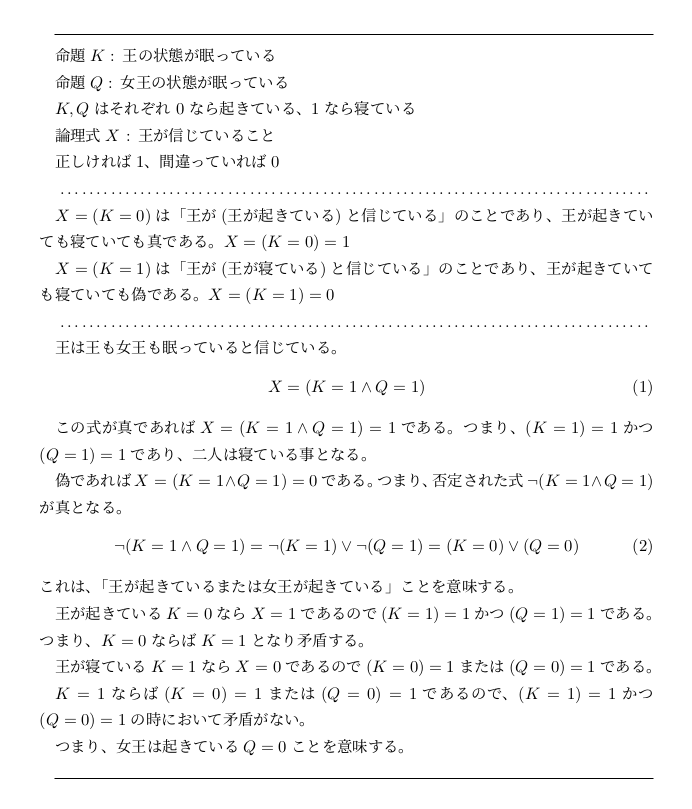 命題 K : 王の状態が眠っている
命題 Q : 女王の状態が眠っている
K, Q はそれぞれ 0 なら起きている、1 なら寝ている
論理式 X : 王が信じていること
正しければ 1、間違っていれば 0
X = (K = 0) は「王が (王が起きている) と信じている」のことであり、王が起きてい
ても寝ていても真である。X = (K = 0) = 1
X = (K = 1) は「王が (王が寝ている) と信じている」のことであり、王が起きていて
も寝ていても偽である。X = (K = 1) = 0
王は王も女王も眠っていると信じている。
X = (K = 1 ∧ Q = 1) (1)
この式が真であれば X = (K = 1 ∧ Q = 1) = 1 である。つまり、(K = 1) = 1 かつ
(Q = 1) = 1 であり、二人は寝ている事となる。
偽であれば X = (K = 1∧Q = 1) = 0 である。つまり、否定された式 ¬(K = 1∧Q = 1)
が真となる。
¬(K = 1 ∧ Q = 1) = ¬(K = 1) ∨ ¬(Q = 1) = (K = 0) ∨ (Q = 0) (2)
これは、「王が起きているまたは女王が起きている」ことを意味する。
王が起きている K = 0 なら X = 1 であるので (K = 1) = 1 かつ (Q = 1) = 1 である。
つまり、K = 0 ならば K = 1 となり矛盾する。
王が寝ている K = 1 なら X = 0 であるので (K = 0) = 1 または (Q = 0) = 1 である。
K = 1 ならば (K = 0) = 1 または (Q = 0) = 1 であるので、(K = 1) = 1 かつ
(Q = 0) = 1 の時において矛盾がない。
つまり、女王は起きている Q = 0 ことを意味する。